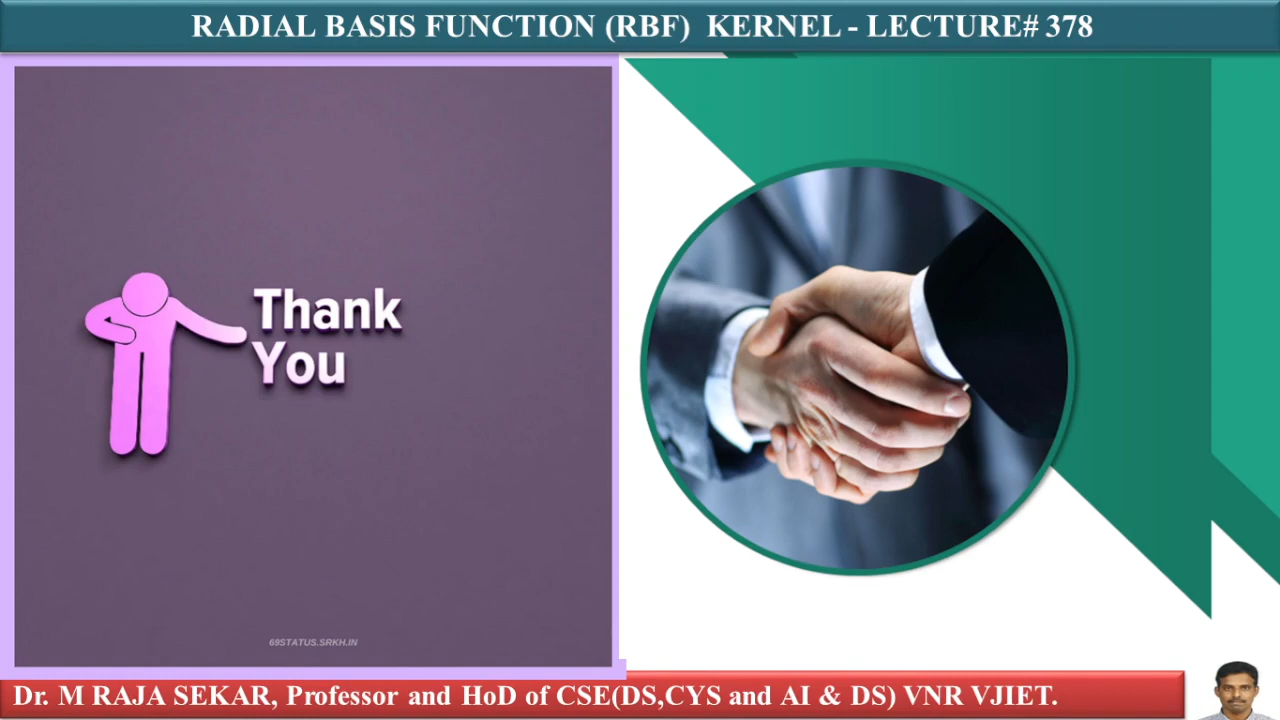 RADIAL BASIS FUNCTION (RBF) KERNEL - LECTURE# 378
Thank
You
69STATUS.SRKH.IN
Dr. M RAJA SEKAR, Professor and HoD of CSE(DS,CYS and AI & DS) VNR VJIET.